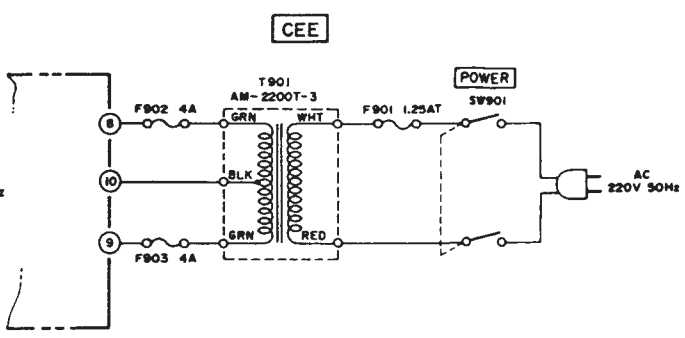 CEE
POWER
T901
AM-2200T-3
SW901
F902 4A
F901 1.25AT
8
GRN
WHT
10
BLK
AC
220V 50Hz
z
9
GRN
RED
F903 4A